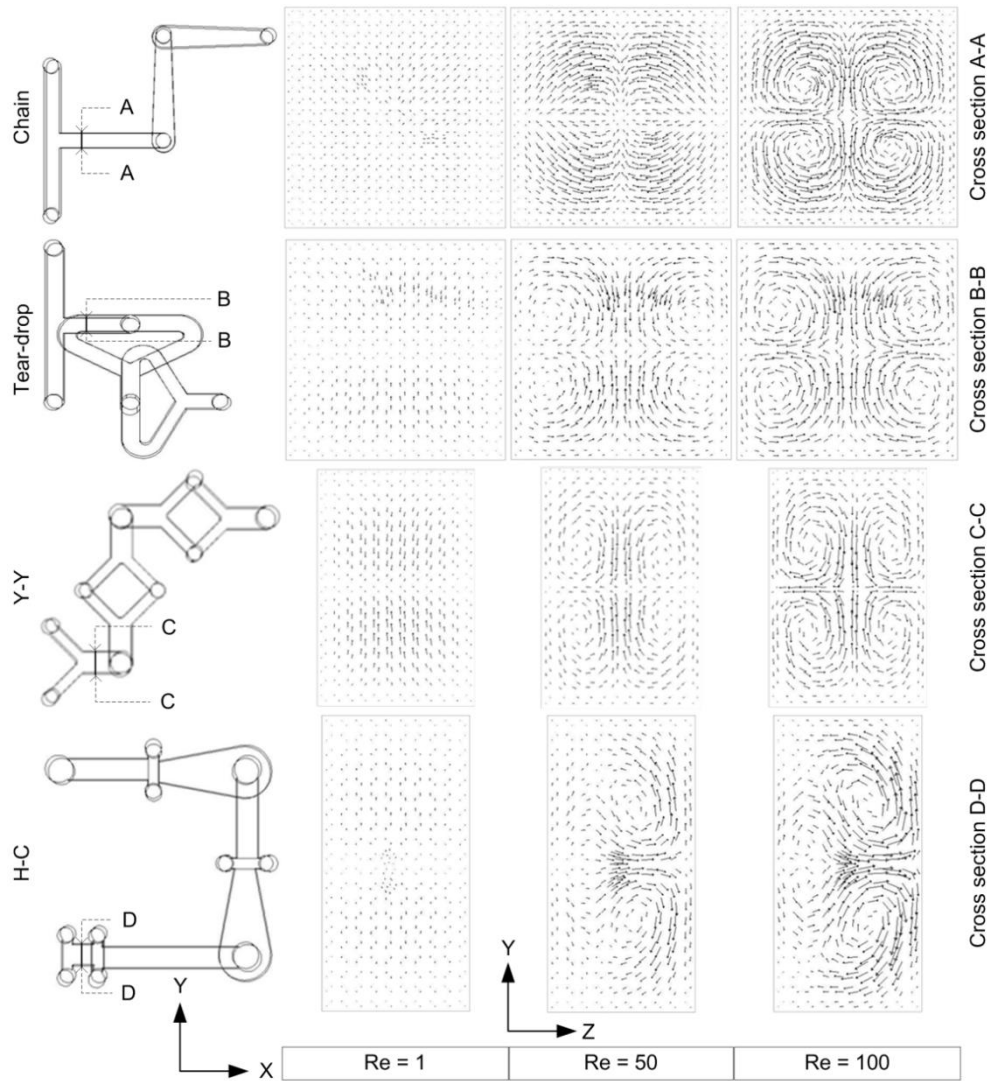 Chain
A
A
Cross section A-A
Tear-drop
B
B
Cross section B-B
Y-Y
C
C
Cross section C-C
H-C
D
D
Cross section D-D
Y
X
Y
Z
Re = 1
Re = 50
Re = 100